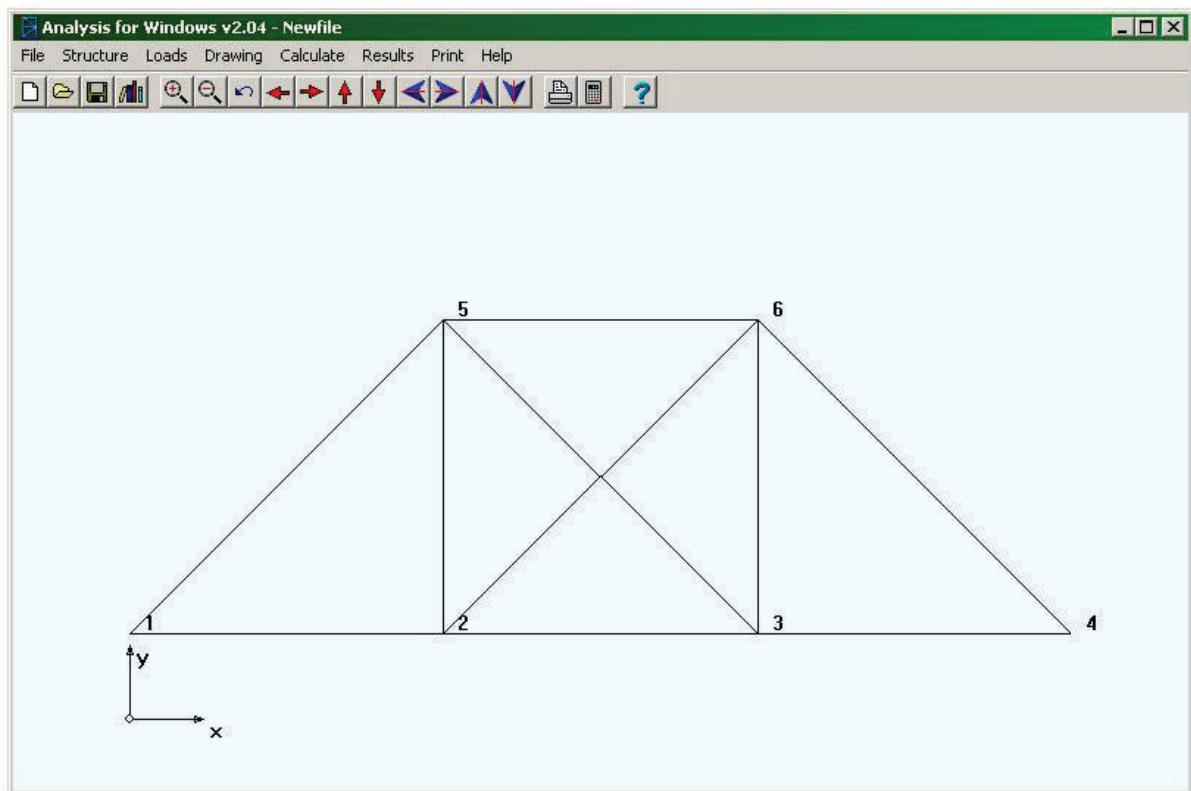 Analysis for Windows v2.04 - Newfile
File Structure Loads Drawing Calculate Results Print Help
?
5 6
1 2 3 4
y
x